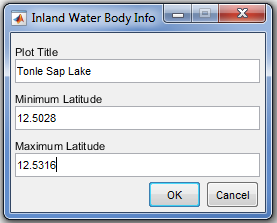 Inland Water Body Info
Plot Title
Tonle Sap Lake
Minimum Latitude
12.5028
Maximum Latitude
12.5316
OK Cancel